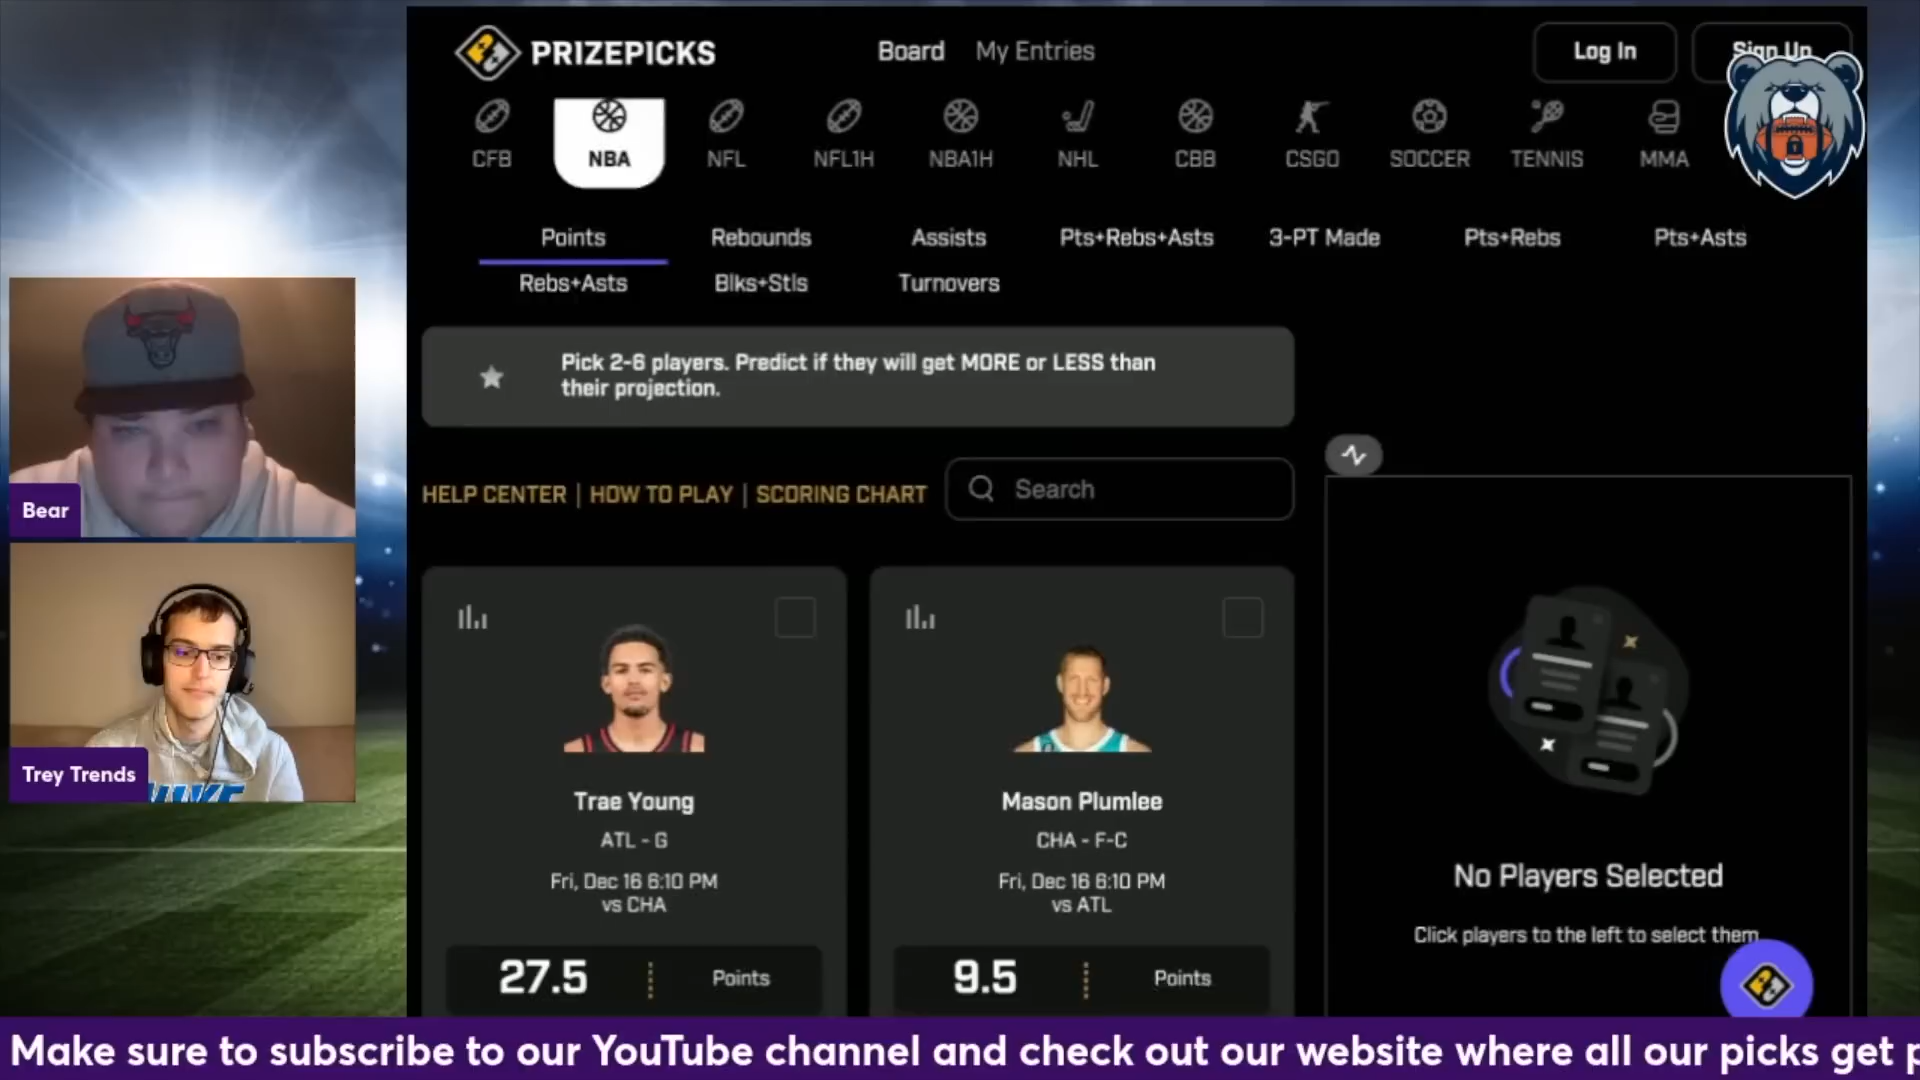 PRIZEPICKS
Board
My Entries
Log In
Sign Up
CFB
NBA
NFL
NFL1H
NBA1H
NHL
CBB
CSGO
SOCCER
TENNIS
MMA
Points
Rebounds
Assists
Pts+Rebs+Asts
3-PT Made
Pts+Rebs
Pts+Asts
Rebs+Asts
Blks+Stls
Turnovers
Pick 2-6 players. Predict if they will get MORE or LESS than
their projection.
HELP CENTER | HOW TO PLAY | SCORING CHART
Search
Trae Young
ATL - G
Fri, Dec 16 6:10 PM
vs CHA
27.5
Points
Mason Plumlee
CHA - F-C
Fri, Dec 16 6:10 PM
vs ATL
9.5
Points
No Players Selected
Click players to the left to select them
Bear
Trey Trends
NIKE
Make sure to subscribe to our YouTube channel and check out our website where all our picks get p